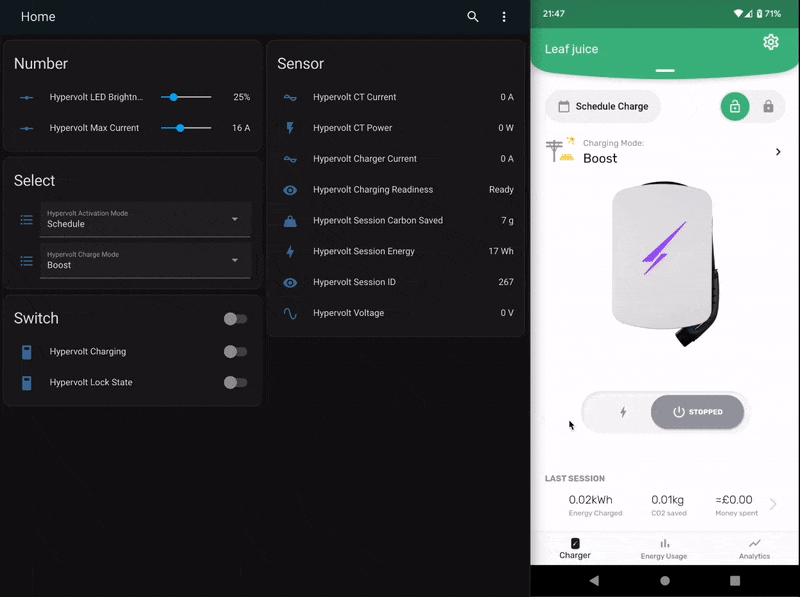 Home
Number
Hypervolt LED Brightn...
25%
Hypervolt Max Current
16 A
Select
Hypervolt Activation Mode
Schedule
Hypervolt Charge Mode
Boost
Switch
Hypervolt Charging
Hypervolt Lock State
Sensor
Hypervolt CT Current
0 A
Hypervolt CT Power
0 W
Hypervolt Charger Current
0 A
Hypervolt Charging Readiness
Ready
Hypervolt Session Carbon Saved
7 g
Hypervolt Session Energy
17 Wh
Hypervolt Session ID
267
Hypervolt Voltage
0 V
21:47
71%
Leaf juice
Schedule Charge
Charging Mode:
Boost
STOPPED
LAST SESSION
0.02kWh
Energy Charged
0.01kg
CO2 saved
=£0.00
Money spent
Charger
Energy Usage
Analytics